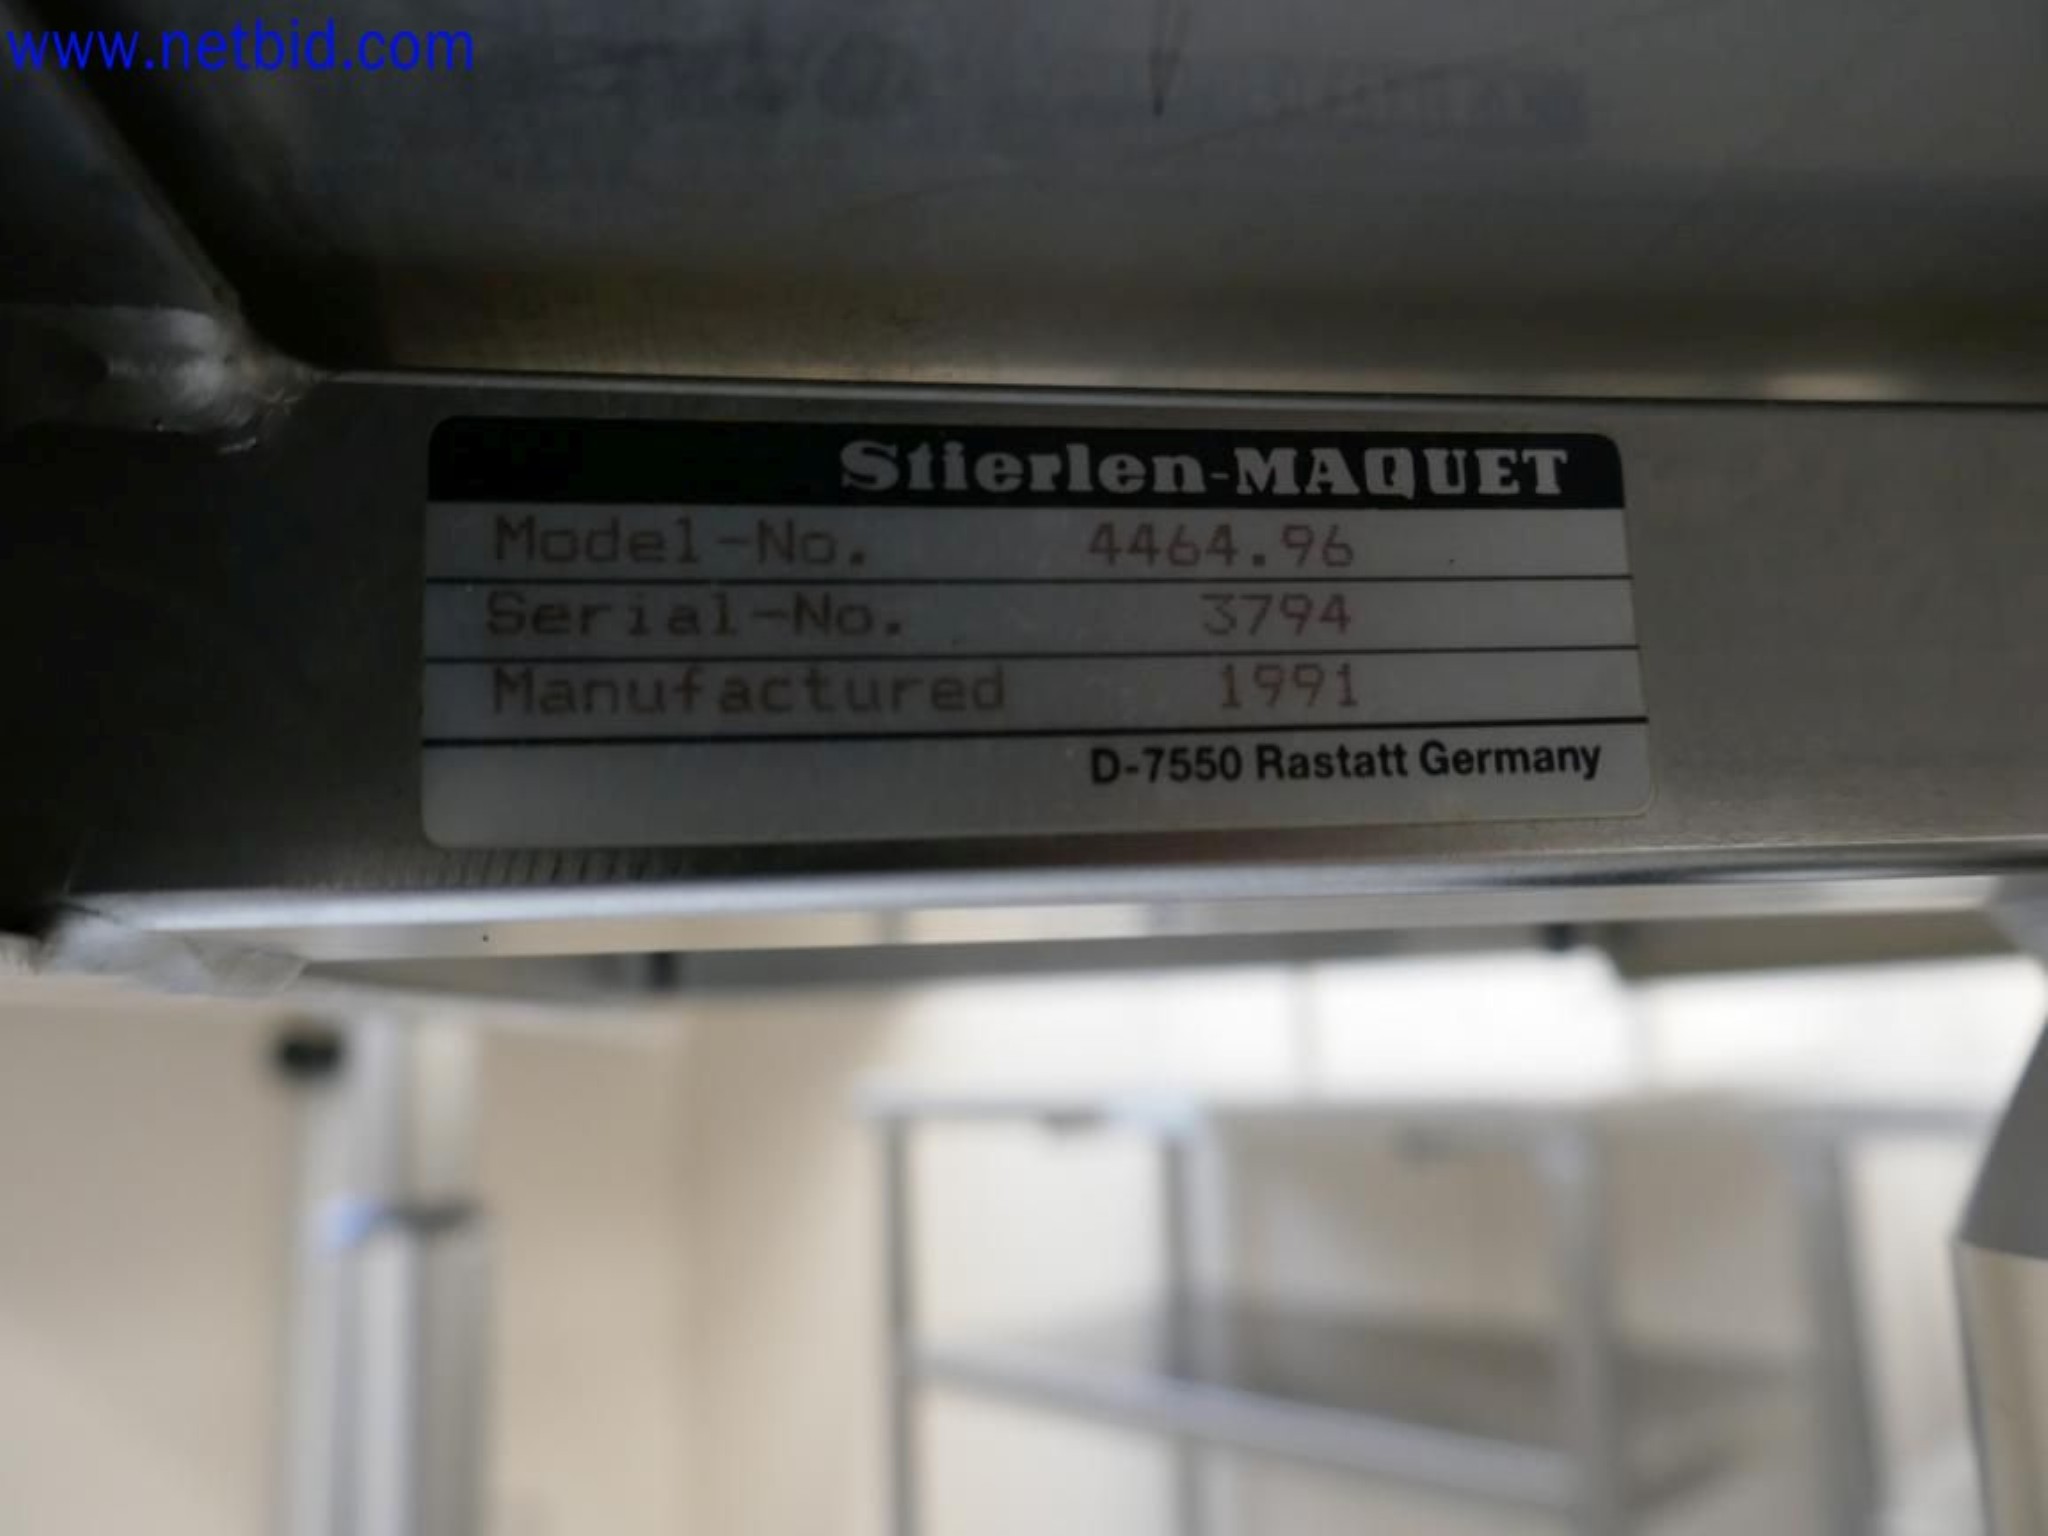 www.netbid.com
Stierlen-MAQUET
Model-No. 4464.96
Serial-No. 3794
Manufactured 1991
D-7550 Rastatt Germany